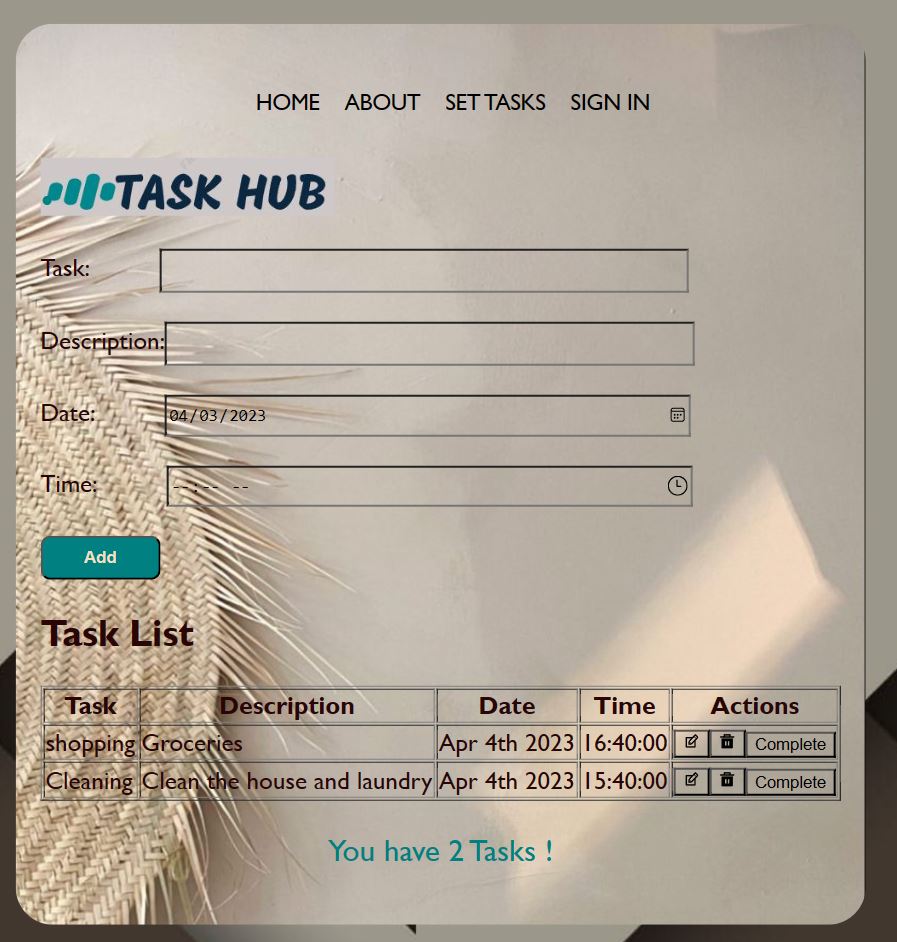 HOME ABOUT SET TASKS SIGN IN
TASK HUB
Task:
Description:
Date: 04/03/2023
Time: --:-- --
Add
Task List
Task Description Date Time Actions
shopping Groceries Apr 4th 2023 16:40:00 Complete
Cleaning Clean the house and laundry Apr 4th 2023 15:40:00 Complete
You have 2 Tasks !